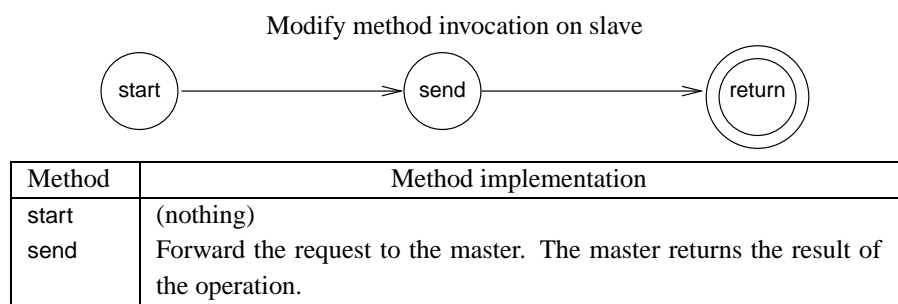 Modify method invocation on slave
start send return
Method Method implementation
start (nothing)
send Forward the request to the master. The master returns the result of
the operation.